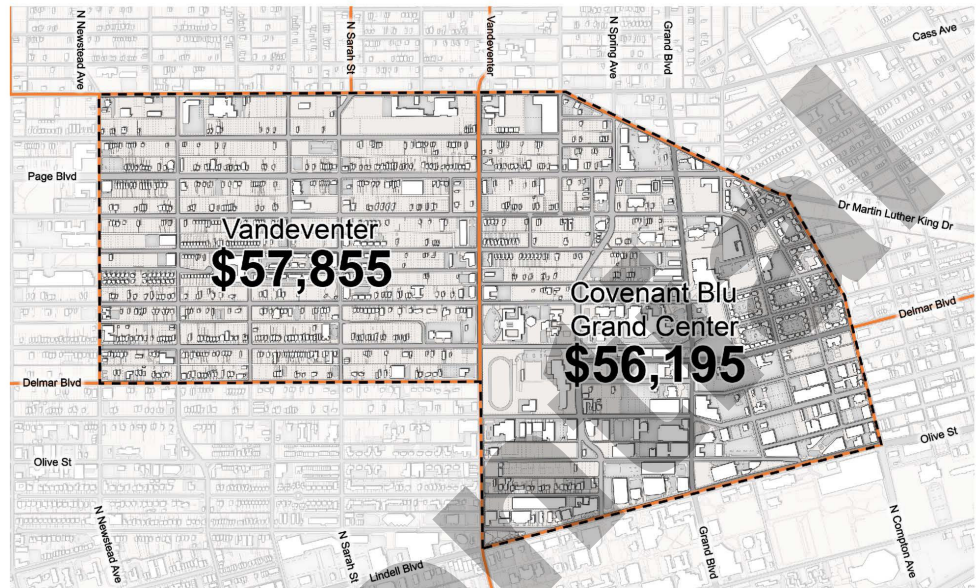 N Newstead Ave
N Sarah St
Vandeventer
N Spring Ave
Grand Blvd
Cass Ave
Page Blvd
Dr Martin Luther King Dr
Vandeventer
$57,855
Covenant Blu
Grand Center
$56,195
Delmar Blvd
Delmar Blvd
Olive St
Olive St
N Newstead Ave
N Sarah St
Lindell Blvd
Grand Blvd
N Compton Ave